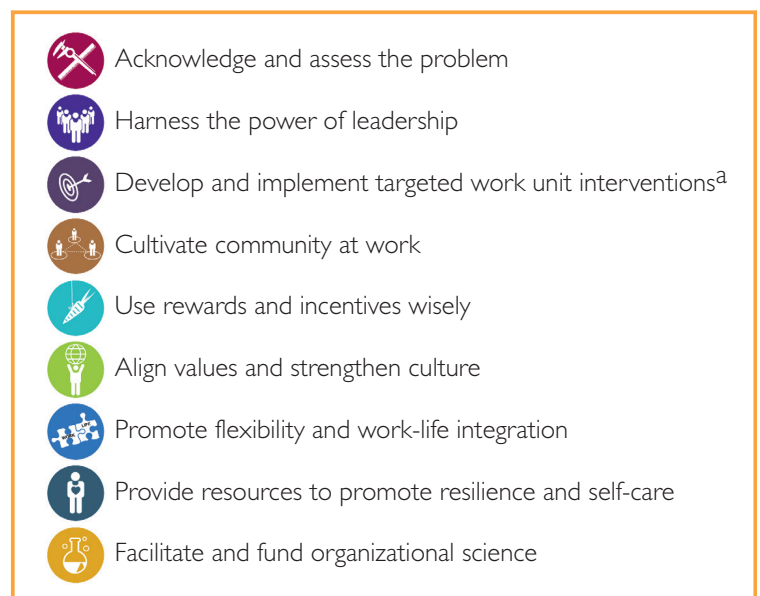 Acknowledge and assess the problem
Harness the power of leadership
Develop and implement targeted work unit interventionsa
Cultivate community at work
Use rewards and incentives wisely
Align values and strengthen culture
WORK LIFE
Promote flexibility and work-life integration
Provide resources to promote resilience and self-care
Facilitate and fund organizational science